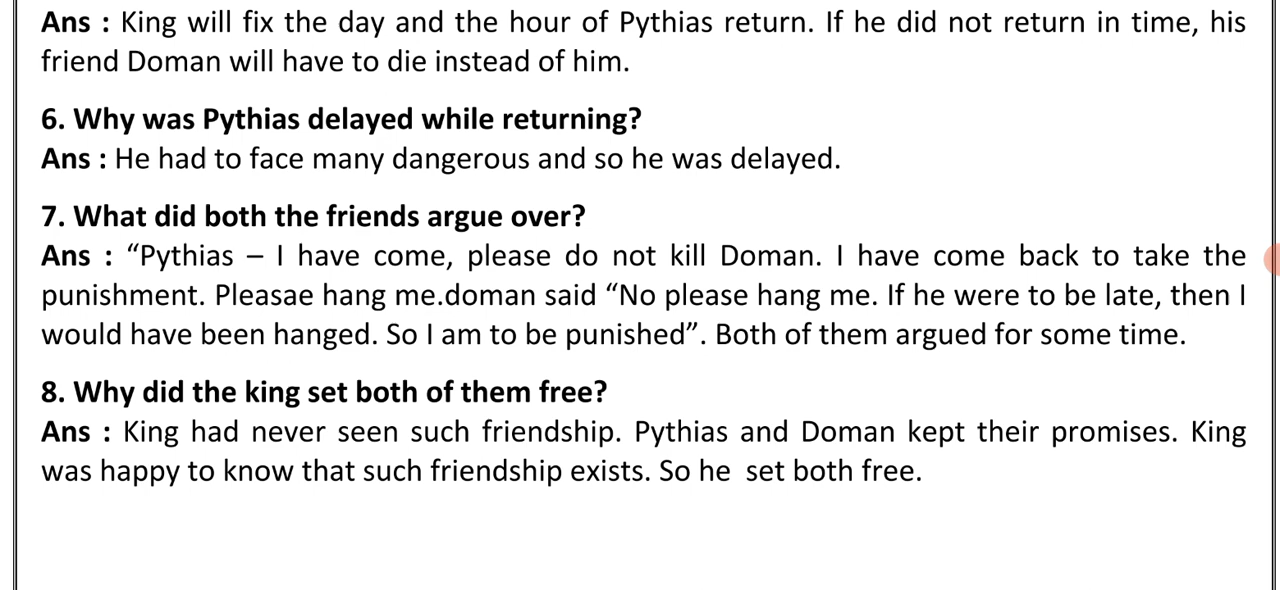 Ans : King will fix the day and the hour of Pythias return. If he did not return in time, his
friend Doman will have to die instead of him.
6. Why was Pythias delayed while returning?
Ans : He had to face many dangerous and so he was delayed.
7. What did both the friends argue over?
Ans : “Pythias – I have come, please do not kill Doman. I have come back to take the
punishment. Pleasae hang me.doman said “No please hang me. If he were to be late, then I
would have been hanged. So I am to be punished”. Both of them argued for some time.
8. Why did the king set both of them free?
Ans : King had never seen such friendship. Pythias and Doman kept their promises. King
was happy to know that such friendship exists. So he  set both free.